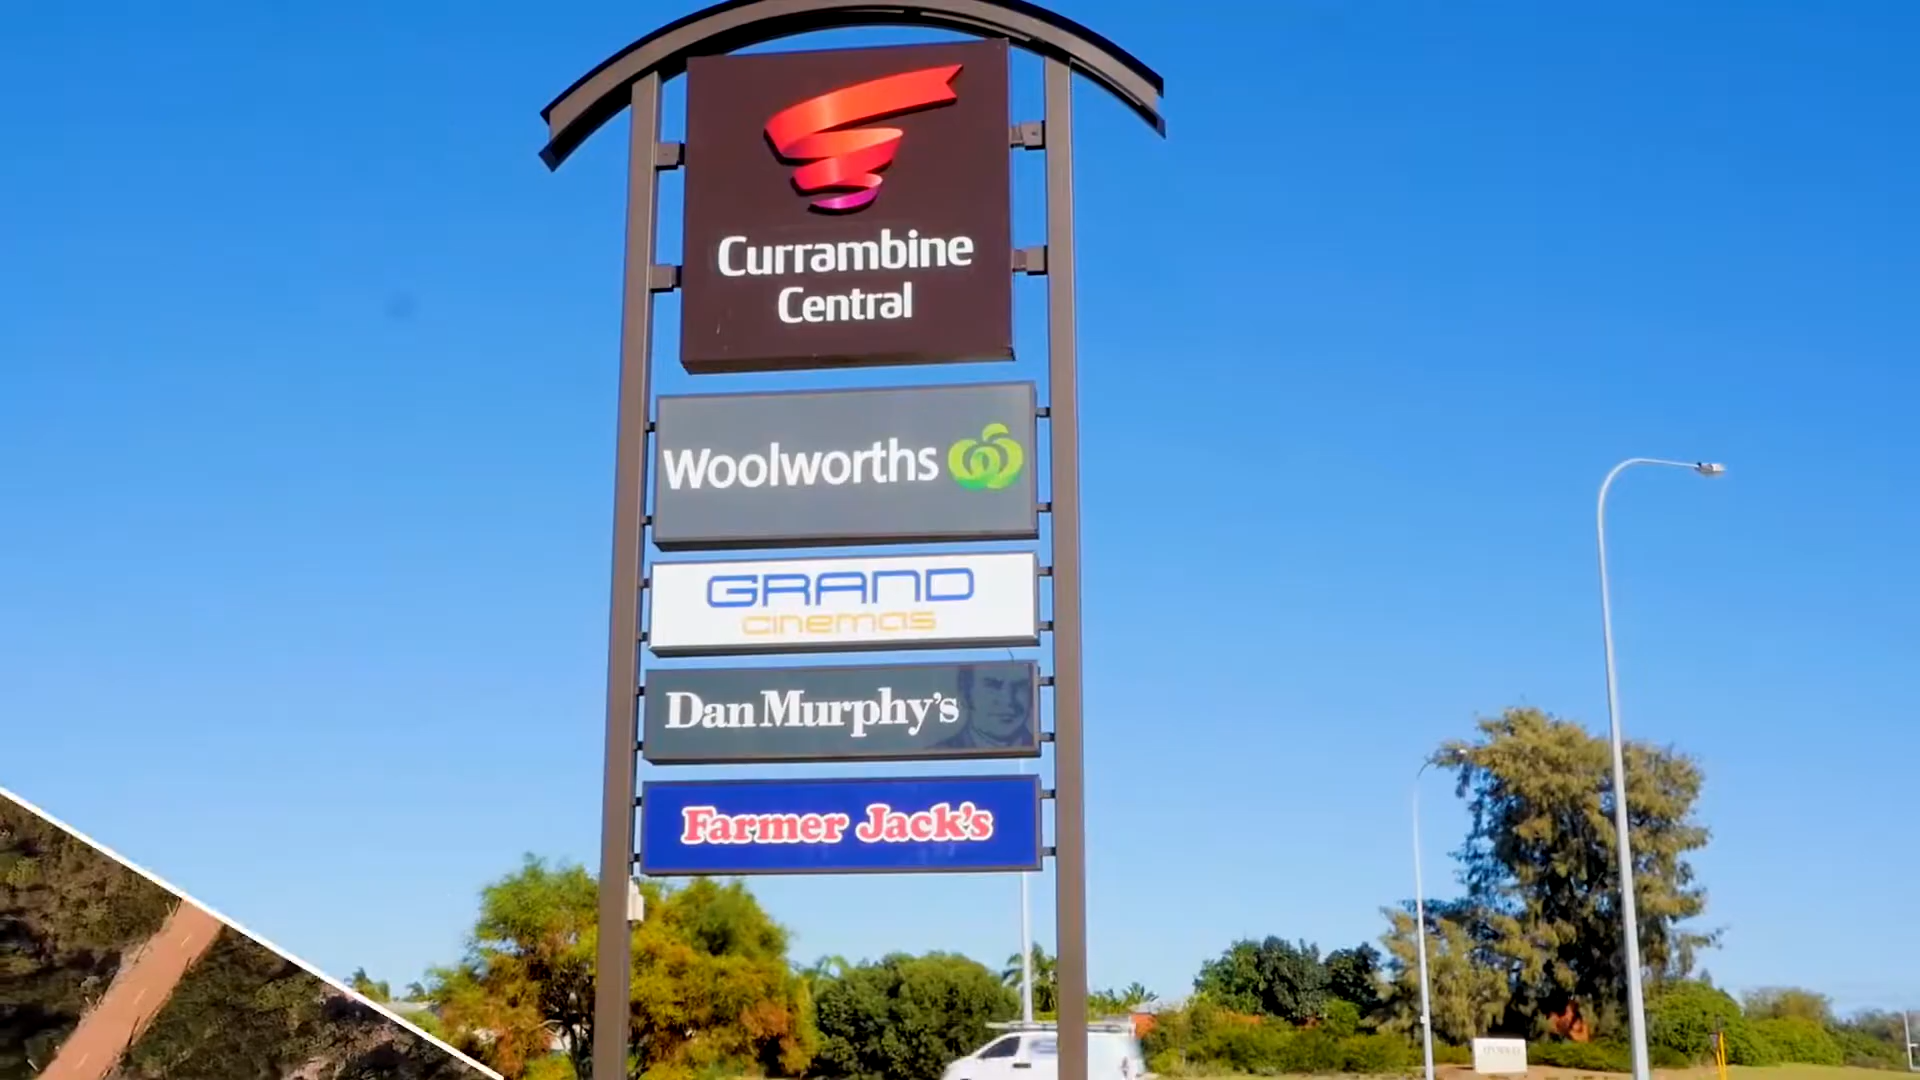 Currambine
Central
Woolworths
GRAND
cinemas
Dan Murphy's
Farmer Jack's